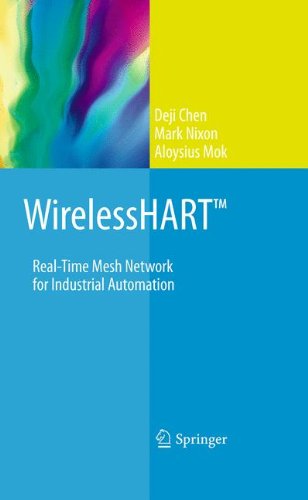 Deji Chen
Mark Nixon
Aloysius Mok
WirelessHART™
Real-Time Mesh Network
for Industrial Automation
Springer